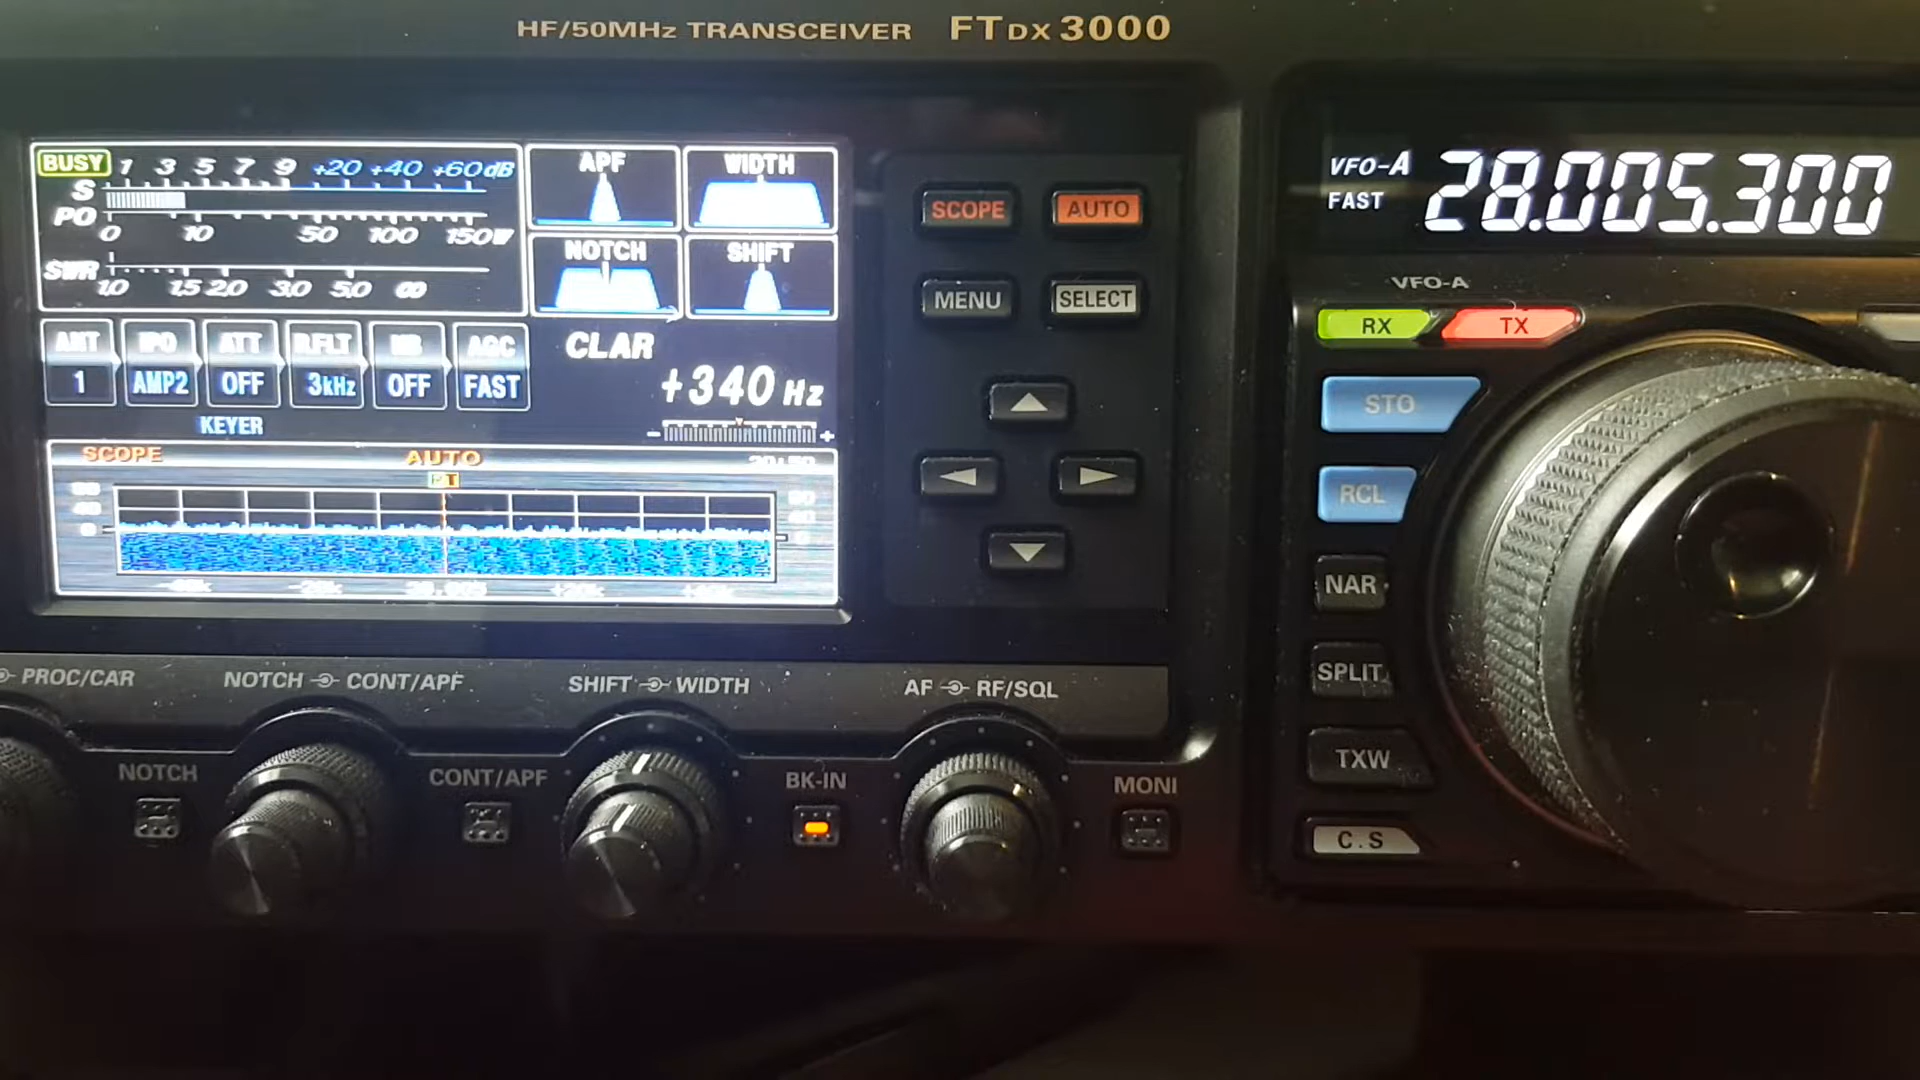 HF/50MHz TRANSCEIVER FTDX 3000
BUSY 1 3 5 7 9 +20 +40 +60dB
S
PO
0 10 50 100 150W
SWR
1.0 1.5 2.0 3.0 5.0 ∞
APF
WIDTH
NOTCH
SHIFT
ANT IPO ATT R.FLT NB AGC
1 AMP2 OFF 3kHz OFF FAST
KEYER
CLAR
+340 Hz
- +
SCOPE AUTO
SCOPE AUTO
MENU SELECT
VFO-A
FAST
28.005.300
VFO-A
RX TX
STO
RCL
NAR
SPLIT
TXW
C.S
PROC/CAR
NOTCH CONT/APF
SHIFT WIDTH
AF RF/SQL
NOTCH
CONT/APF
BK-IN
MONI